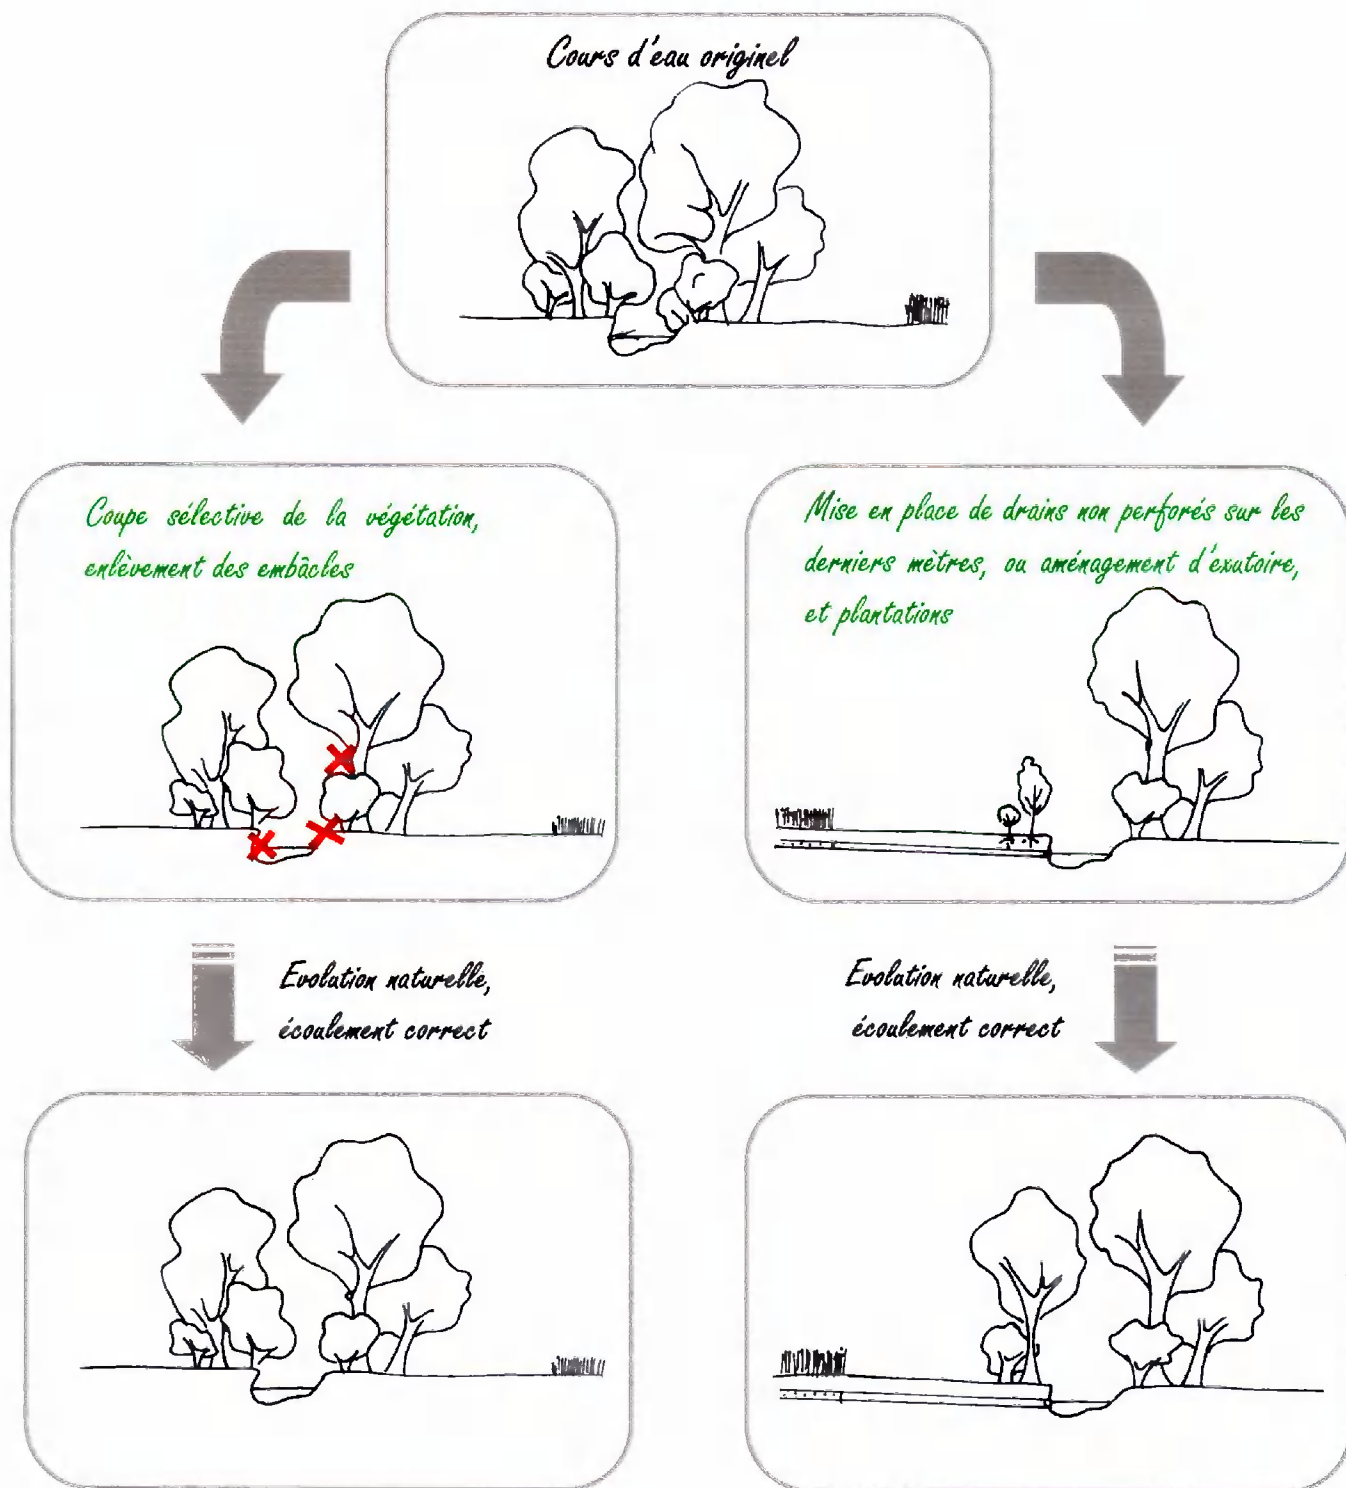 Cours d'eau originel
Coupe sélective de la végétation,
enlèvement des embâcles
Mise en place de drains non perforés sur les
derniers mètres, ou aménagement d'exutoire,
et plantations
Evolution naturelle,
écoulement correct
Evolution naturelle,
écoulement correct